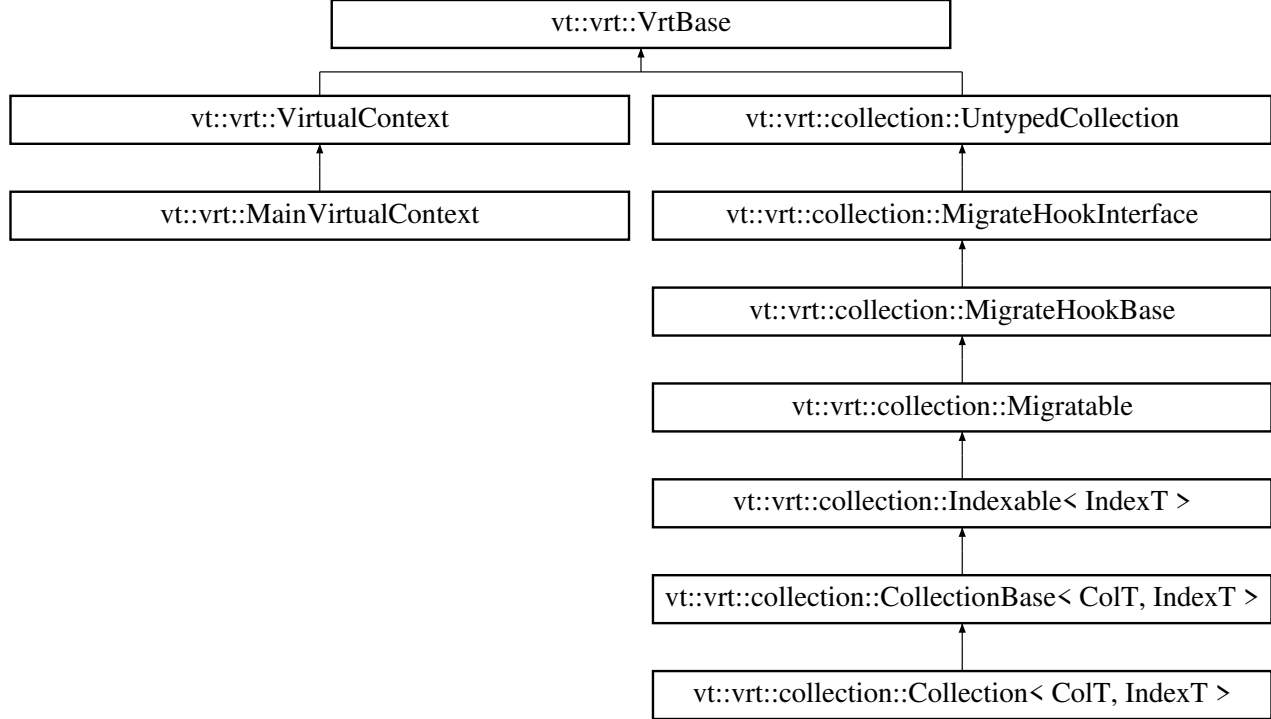 vt::vrt::VrtBase
vt::vrt::VirtualContext
vt::vrt::collection::UntypedCollection
vt::vrt::MainVirtualContext
vt::vrt::collection::MigrateHookInterface
vt::vrt::collection::MigrateHookBase
vt::vrt::collection::Migratable
vt::vrt::collection::Indexable< IndexT >
vt::vrt::collection::CollectionBase< ColT, IndexT >
vt::vrt::collection::Collection< ColT, IndexT >